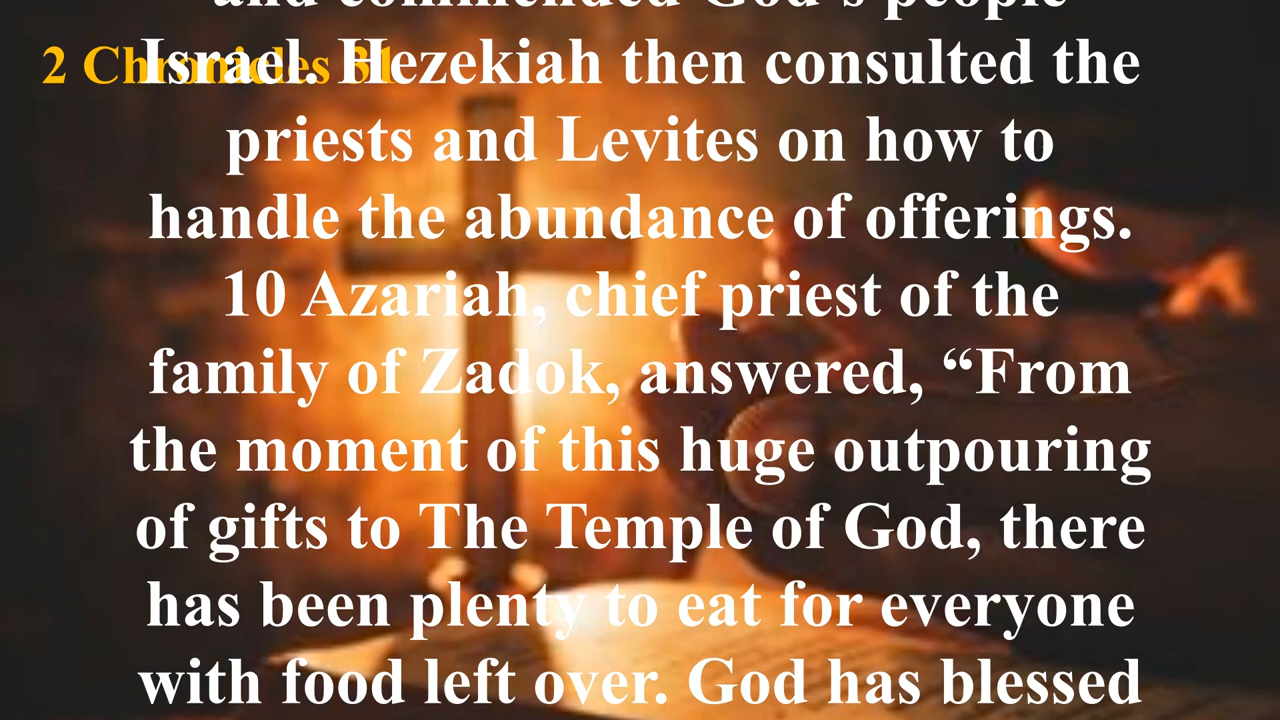 and commended God's people
2 Chronicles 31
Israel. Hezekiah then consulted the
priests and Levites on how to
handle the abundance of offerings.
10 Azariah, chief priest of the
family of Zadok, answered, “From
the moment of this huge outpouring
of gifts to The Temple of God, there
has been plenty to eat for everyone
with food left over. God has blessed